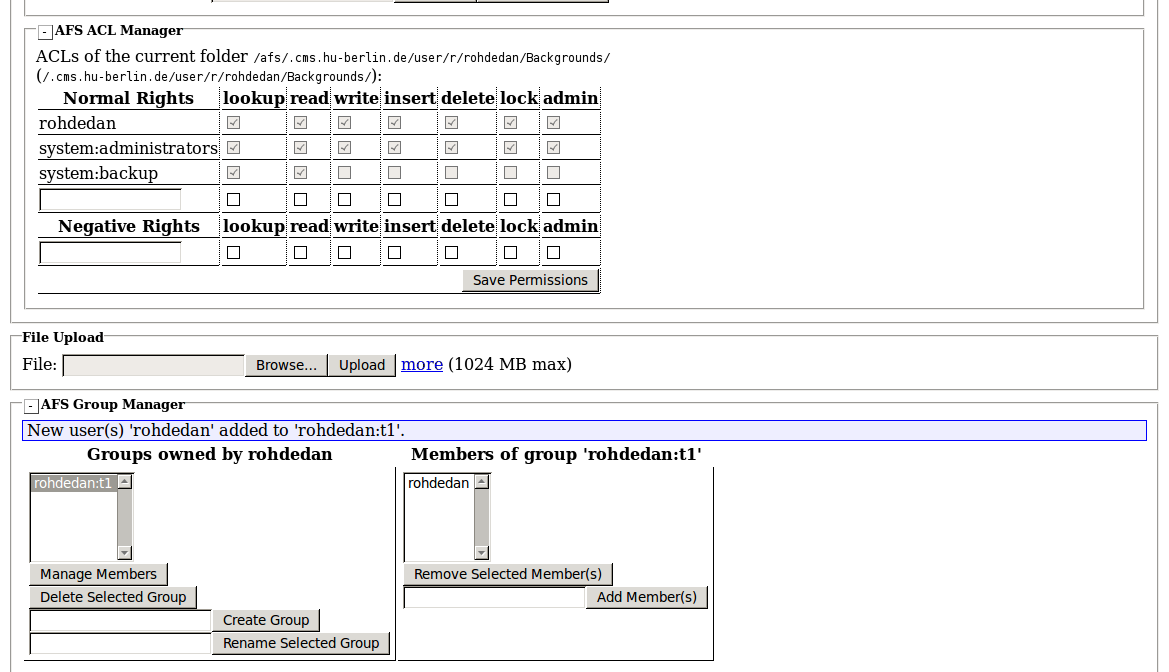 - AFS ACL Manager
ACLs of the current folder /afs/.cms.hu-berlin.de/user/r/rohdedan/Backgrounds/
(/.cms.hu-berlin.de/user/r/rohdedan/Backgrounds/):
Normal Rights lookup read write insert delete lock admin
rohdedan
system:administrators
system:backup
Negative Rights lookup read write insert delete lock admin
Save Permissions
File Upload
File: Browse... Upload more (1024 MB max)
- AFS Group Manager
New user(s) 'rohdedan' added to 'rohdedan:t1'.
Groups owned by rohdedan Members of group 'rohdedan:t1'
rohdedan:t1 rohdedan
Manage Members Remove Selected Member(s)
Delete Selected Group Add Member(s)
Create Group
Rename Selected Group